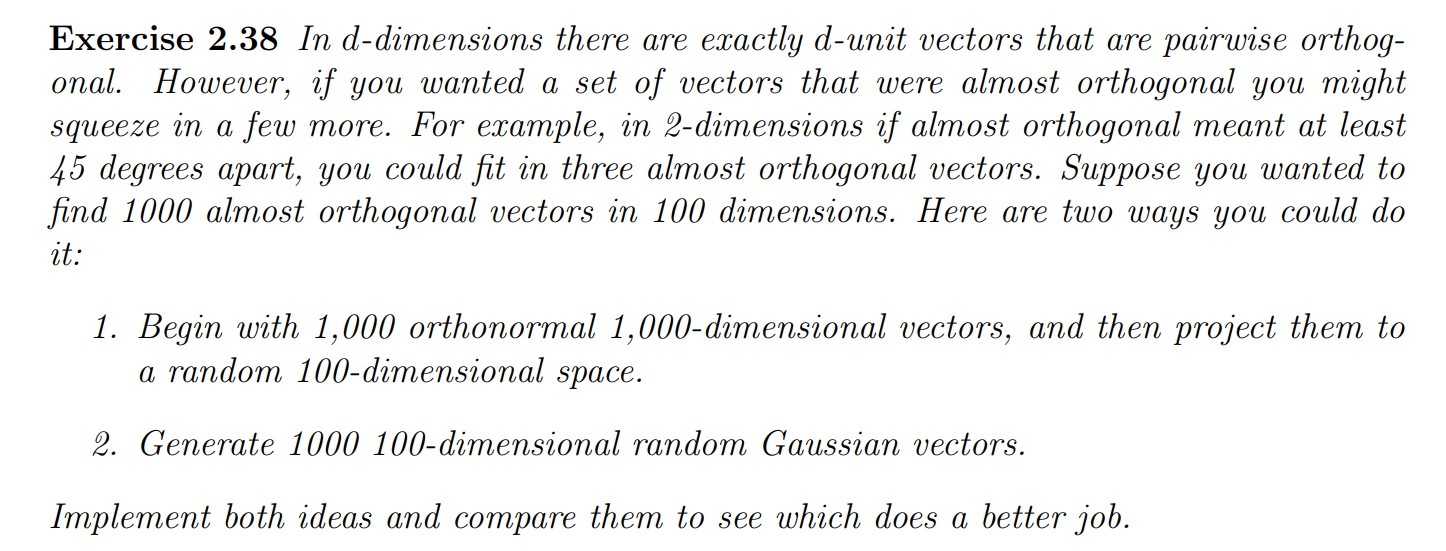 Exercise 2.38 In d-dimensions there are exactly d-unit vectors that are pairwise orthog-
onal. However, if you wanted a set of vectors that were almost orthogonal you might
squeeze in a few more. For example, in 2-dimensions if almost orthogonal meant at least
45 degrees apart, you could fit in three almost orthogonal vectors. Suppose you wanted to
find 1000 almost orthogonal vectors in 100 dimensions. Here are two ways you could do
it:
1. Begin with 1,000 orthonormal 1,000-dimensional vectors, and then project them to
a random 100-dimensional space.
2. Generate 1000 100-dimensional random Gaussian vectors.
Implement both ideas and compare them to see which does a better job.